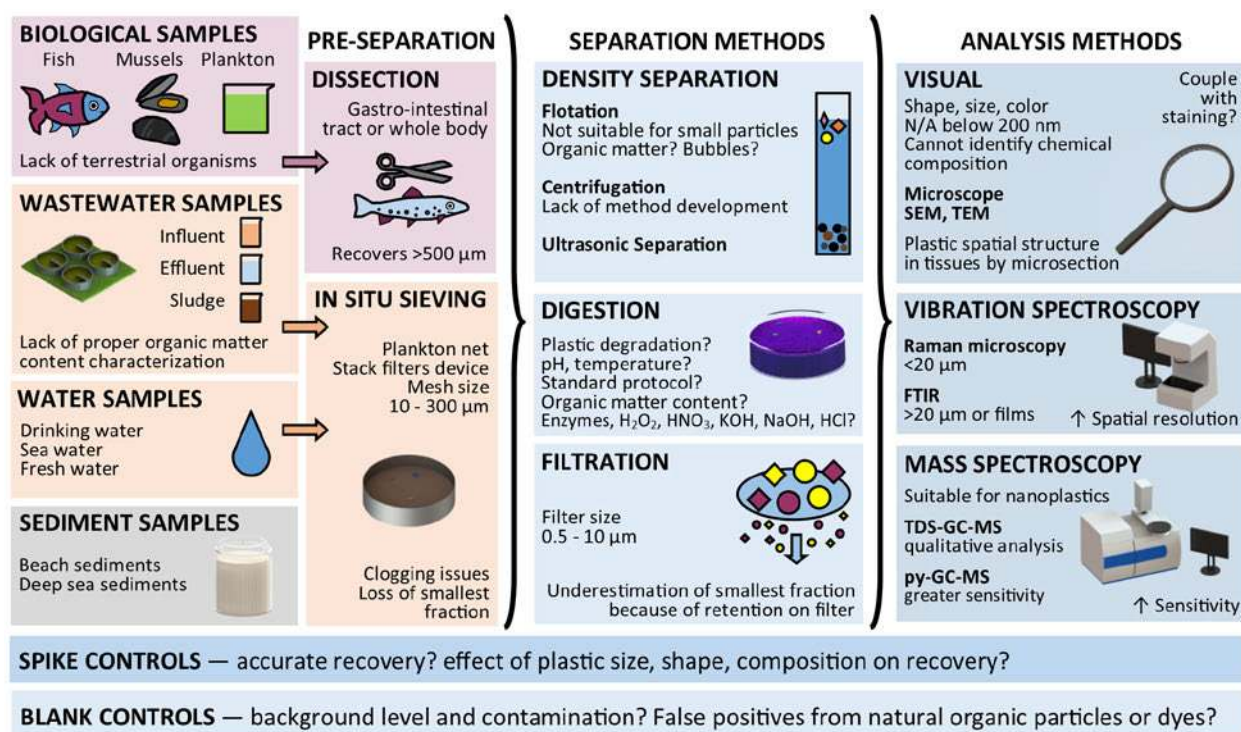 BIOLOGICAL SAMPLES
Fish Mussels Plankton
Lack of terrestrial organisms
WASTEWATER SAMPLES
Influent
Effluent
Sludge
Lack of proper organic matter
content characterization
WATER SAMPLES
Drinking water
Sea water
Fresh water
SEDIMENT SAMPLES
Beach sediments
Deep sea sediments
PRE-SEPARATION
DISSECTION
Gastro-intestinal
tract or whole body
Recovers >500 µm
IN SITU SIEVING
Plankton net
Stack filters device
Mesh size
10 - 300 µm
Clogging issues
Loss of smallest
fraction
SEPARATION METHODS
DENSITY SEPARATION
Flotation
Not suitable for small particles
Organic matter? Bubbles?
Centrifugation
Lack of method development
Ultrasonic Separation
DIGESTION
Plastic degradation?
pH, temperature?
Standard protocol?
Organic matter content?
Enzymes, H₂O₂, HNO₃, KOH, NaOH, HCl?
FILTRATION
Filter size
0.5 - 10 µm
Underestimation of smallest fraction
because of retention on filter
ANALYSIS METHODS
VISUAL
Shape, size, color
N/A below 200 nm
Cannot identify chemical
composition
Couple
with
staining?
Microscope
SEM, TEM
Plastic spatial structure
in tissues by microsection
VIBRATION SPECTROSCOPY
Raman microscopy
<20 µm
FTIR
>20 µm or films
↑ Spatial resolution
MASS SPECTROSCOPY
Suitable for nanoplastics
TDS-GC-MS
qualitative analysis
py-GC-MS
greater sensitivity
↑ Sensitivity
SPIKE CONTROLS — accurate recovery? effect of plastic size, shape, composition on recovery?
BLANK CONTROLS — background level and contamination? False positives from natural organic particles or dyes?